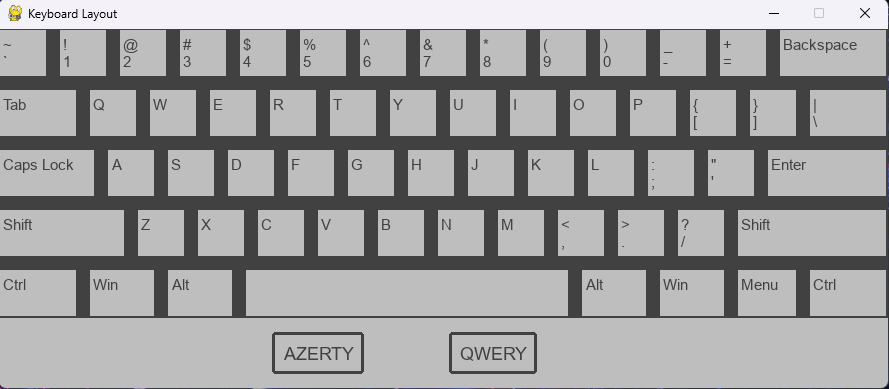 Keyboard Layout
~ ! @ # $ % ^ & * ( ) _ + Backspace
` 1 2 3 4 5 6 7 8 9 0 - =
Tab Q W E R T Y U I O P { } |
[ ] \
Caps Lock A S D F G H J K L : " Enter
; '
Shift Z X C V B N M < > ? Shift
, . /
Ctrl Win Alt Alt Win Menu Ctrl
AZERTY QWERY